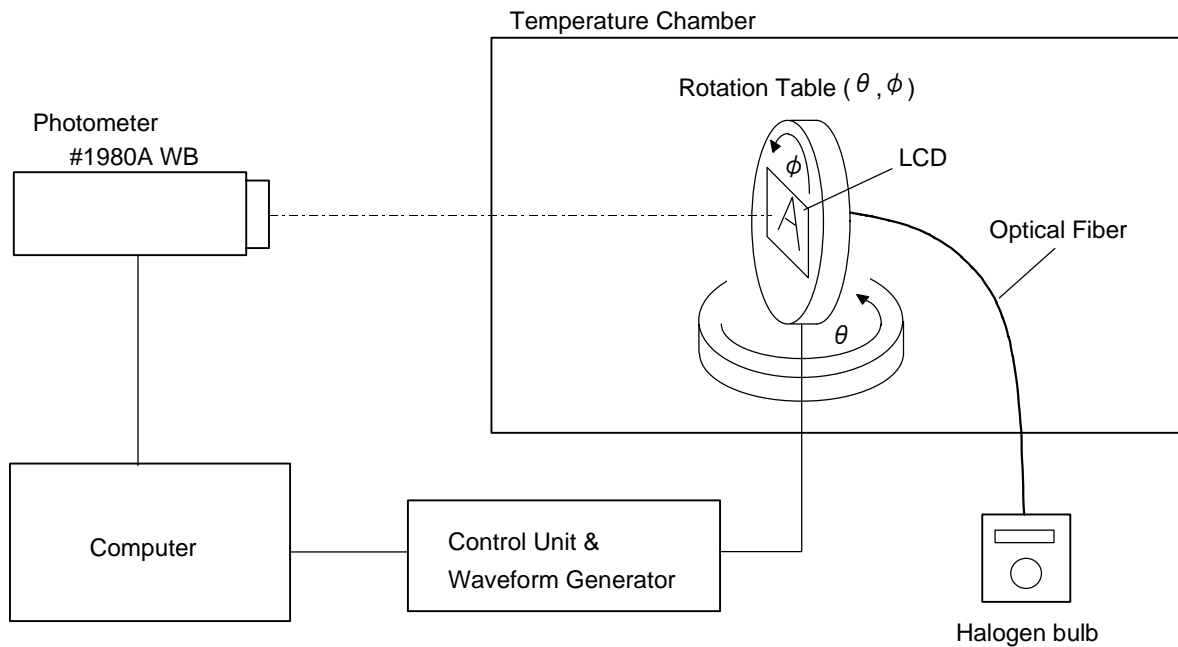 Temperature Chamber
Rotation Table ( θ , ϕ )
Photometer
#1980A WB
ϕ
LCD
A
Optical Fiber
θ
Computer
Control Unit &
Waveform Generator
Halogen bulb